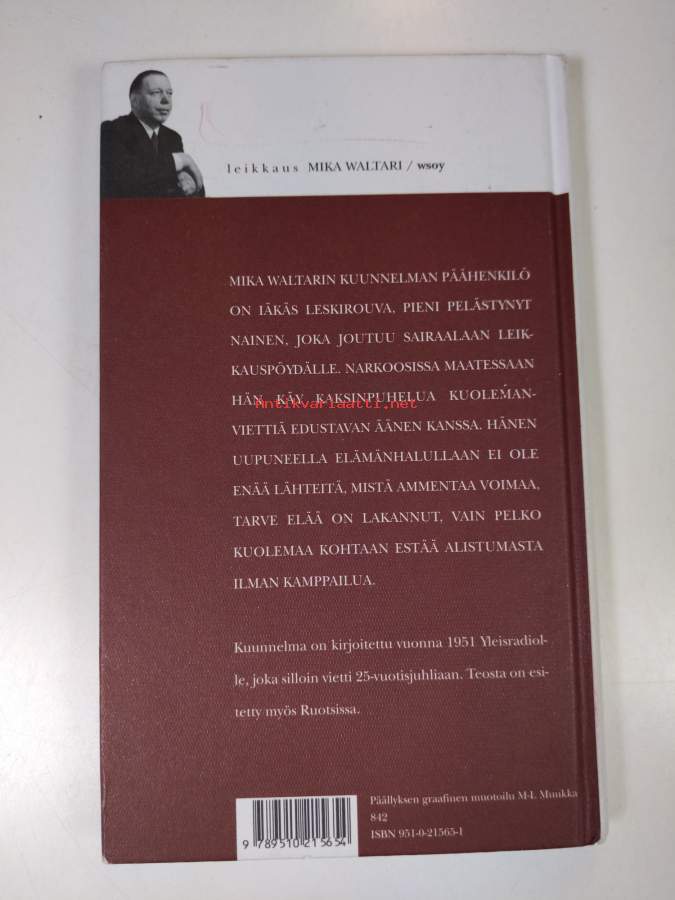 leikkaus MIKA WALTARI / wsoy
MIKA WALTARIN KUUNNELMAN PÄÄHENKILÖ
ON IÄKÄS LESKIROUVA, PIENI PELÄSTYNYT
NAINEN, JOKA JOUTUU SAIRAALAAN LEIK-
KAUSPÖYDÄLLE. NARKOOSISSA MAATESSAAN
HÄN KÄY KAKSINPUHELUA KUOLEMAN-
Antikvariaatti.net
VIETTIÄ EDUSTAVAN ÄÄNEN KANSSA. HÄNEN
UUPUNEELLA ELÄMÄNHALULLAAN EI OLE
ENÄÄ LÄHTEITÄ, MISTÄ AMMENTAA VOIMAA,
TARVE ELÄÄ ON LAKANNUT, VAIN PELKO
KUOLEMAA KOHTAAN ESTÄÄ ALISTUMASTA
ILMAN KAMPPAILUA.
Kuunnelma on kirjoitettu vuonna 1951 Yleisradiol-
le, joka silloin vietti 25-vuotisjuhliaan. Teosta on esi-
tetty myös Ruotsissa.
Päällyksen graafinen muotoilu M-L Muukka
842
ISBN 951-0-21565-1
9 789510 215654